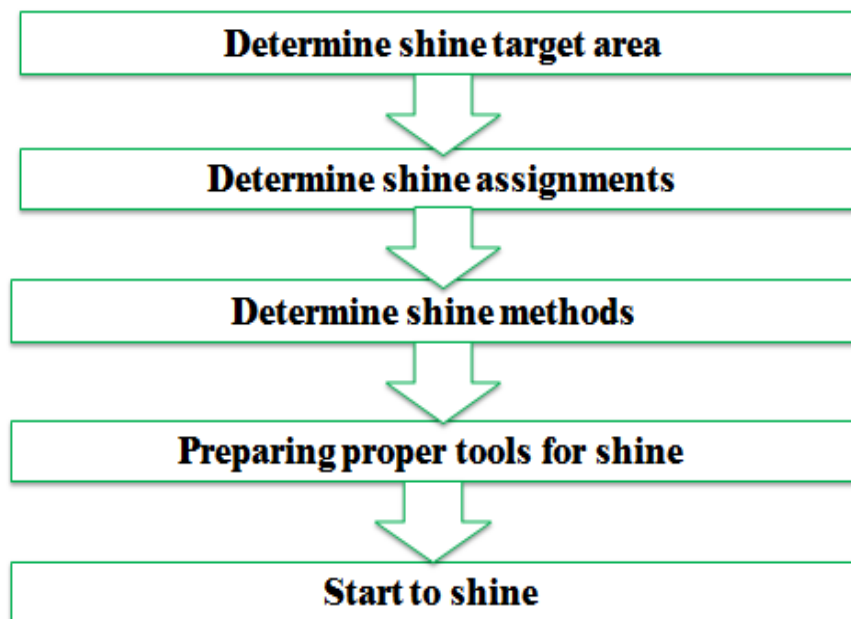 Determine shine target area
Determine shine assignments
Determine shine methods
Preparing proper tools for shine
Start to shine